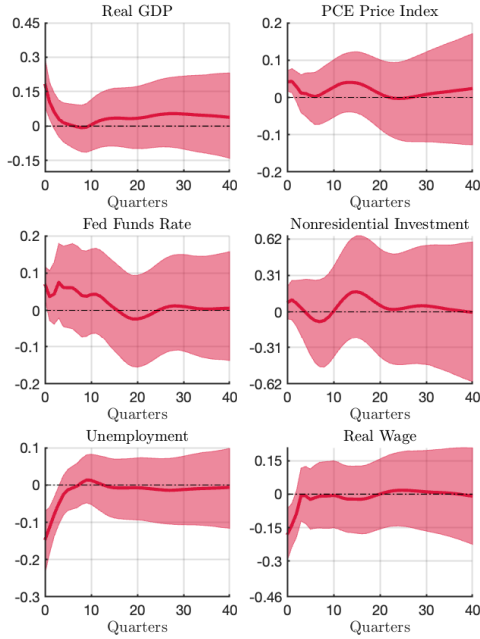 Real GDP
0.45
0.3
0.15
0
-0.15
0 10 20 30 40
Quarters
PCE Price Index
0.2
0.1
0
-0.1
-0.2
0 10 20 30 40
Quarters
Fed Funds Rate
0.2
0.1
0
-0.1
-0.2
0 10 20 30 40
Quarters
Nonresidential Investment
0.62
0.31
0
-0.31
-0.62
0 10 20 30 40
Quarters
Unemployment
0.1
0
-0.1
-0.2
-0.3
0 10 20 30 40
Quarters
Real Wage
0.15
0
-0.15
-0.3
-0.46
0 10 20 30 40
Quarters